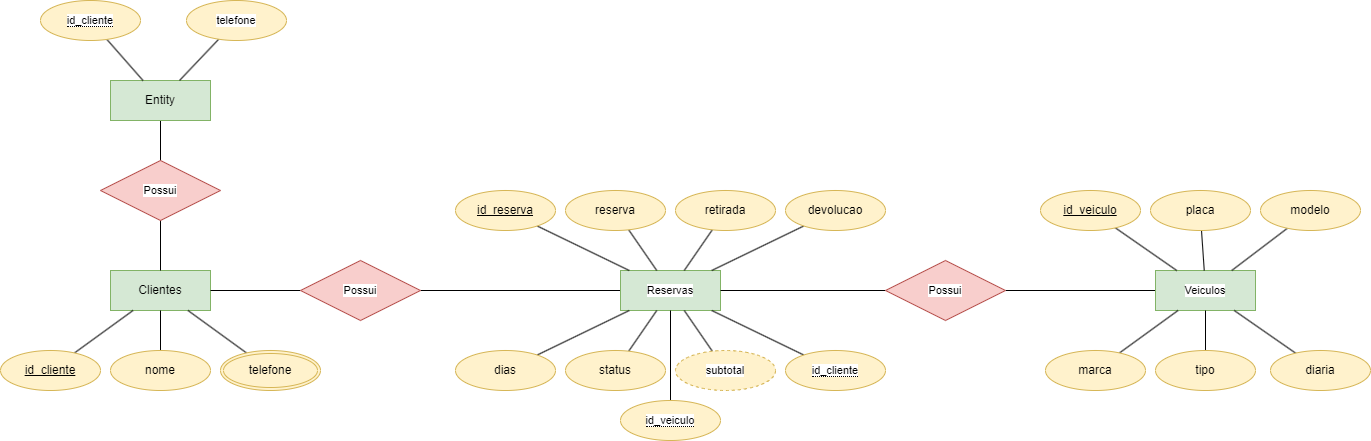 id_cliente
telefone
Entity
Possui
id_reserva
reserva
retirada
devolucao
id_veiculo
placa
modelo
Clientes
Possui
Reservas
Possui
Veiculos
id_cliente
nome
telefone
dias
status
subtotal
id_cliente
marca
tipo
diaria
id_veiculo